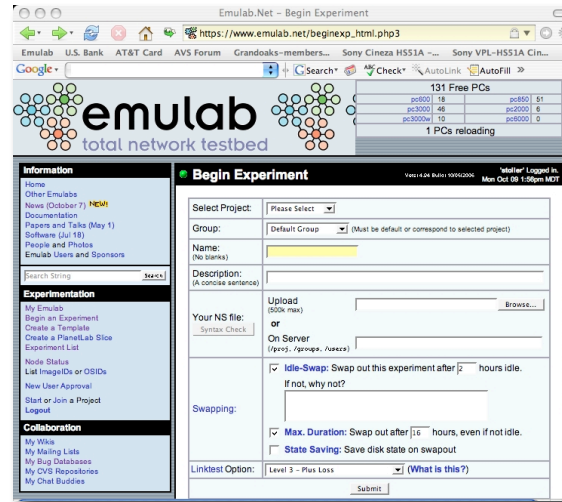 Emulab.Net - Begin Experiment
https://www.emulab.net/beginexp_html.php3
Emulab U.S. Bank AT&T Card AVS Forum Grandoaks-members... Sony Cineza HS51A -... Sony VPL-HS51A Cin...
Google Search Check AutoLink AutoFill
emulab
total network testbed
131 Free PCs
pc600 18 pc850 51
pc3000 46 pc2000 6
pc3000w 10 pc6000 0
1 PCs reloading
Information
Home
Other Emulabs
News (October 7) NEW!
Documentation
Papers and Talks (May 1)
Software (Jul 18)
People and Photos
Emulab Users and Sponsors
Search String Search
Experimentation
My Emulab
Begin an Experiment
Create a Template
Create a PlanetLab Slice
Experiment List
Node Status
List ImageIDs or OSIDs
New User Approval
Start or Join a Project
Logout
Collaboration
My Wikis
My Mailing Lists
My Bug Databases
My CVS Repositories
My Chat Buddies
Begin Experiment
'stoller' Logged in.
Mon Oct 09 1:58pm MDT
Select Project: Please Select
Group: Default Group (Must be default or correspond to selected project)
Name:
(No blanks)
Description:
(A concise sentence)
Your NS file:
Syntax Check
Upload
(500k max)
Browse...
or
On Server
(/proj, /groups, /users)
Swapping:
Idle-Swap: Swap out this experiment after 2 hours idle.
If not, why not?
Max. Duration: Swap out after 16 hours, even if not idle.
State Saving: Save disk state on swapout
Linktest Option: Level 3 - Plus Loss (What is this?)
Submit